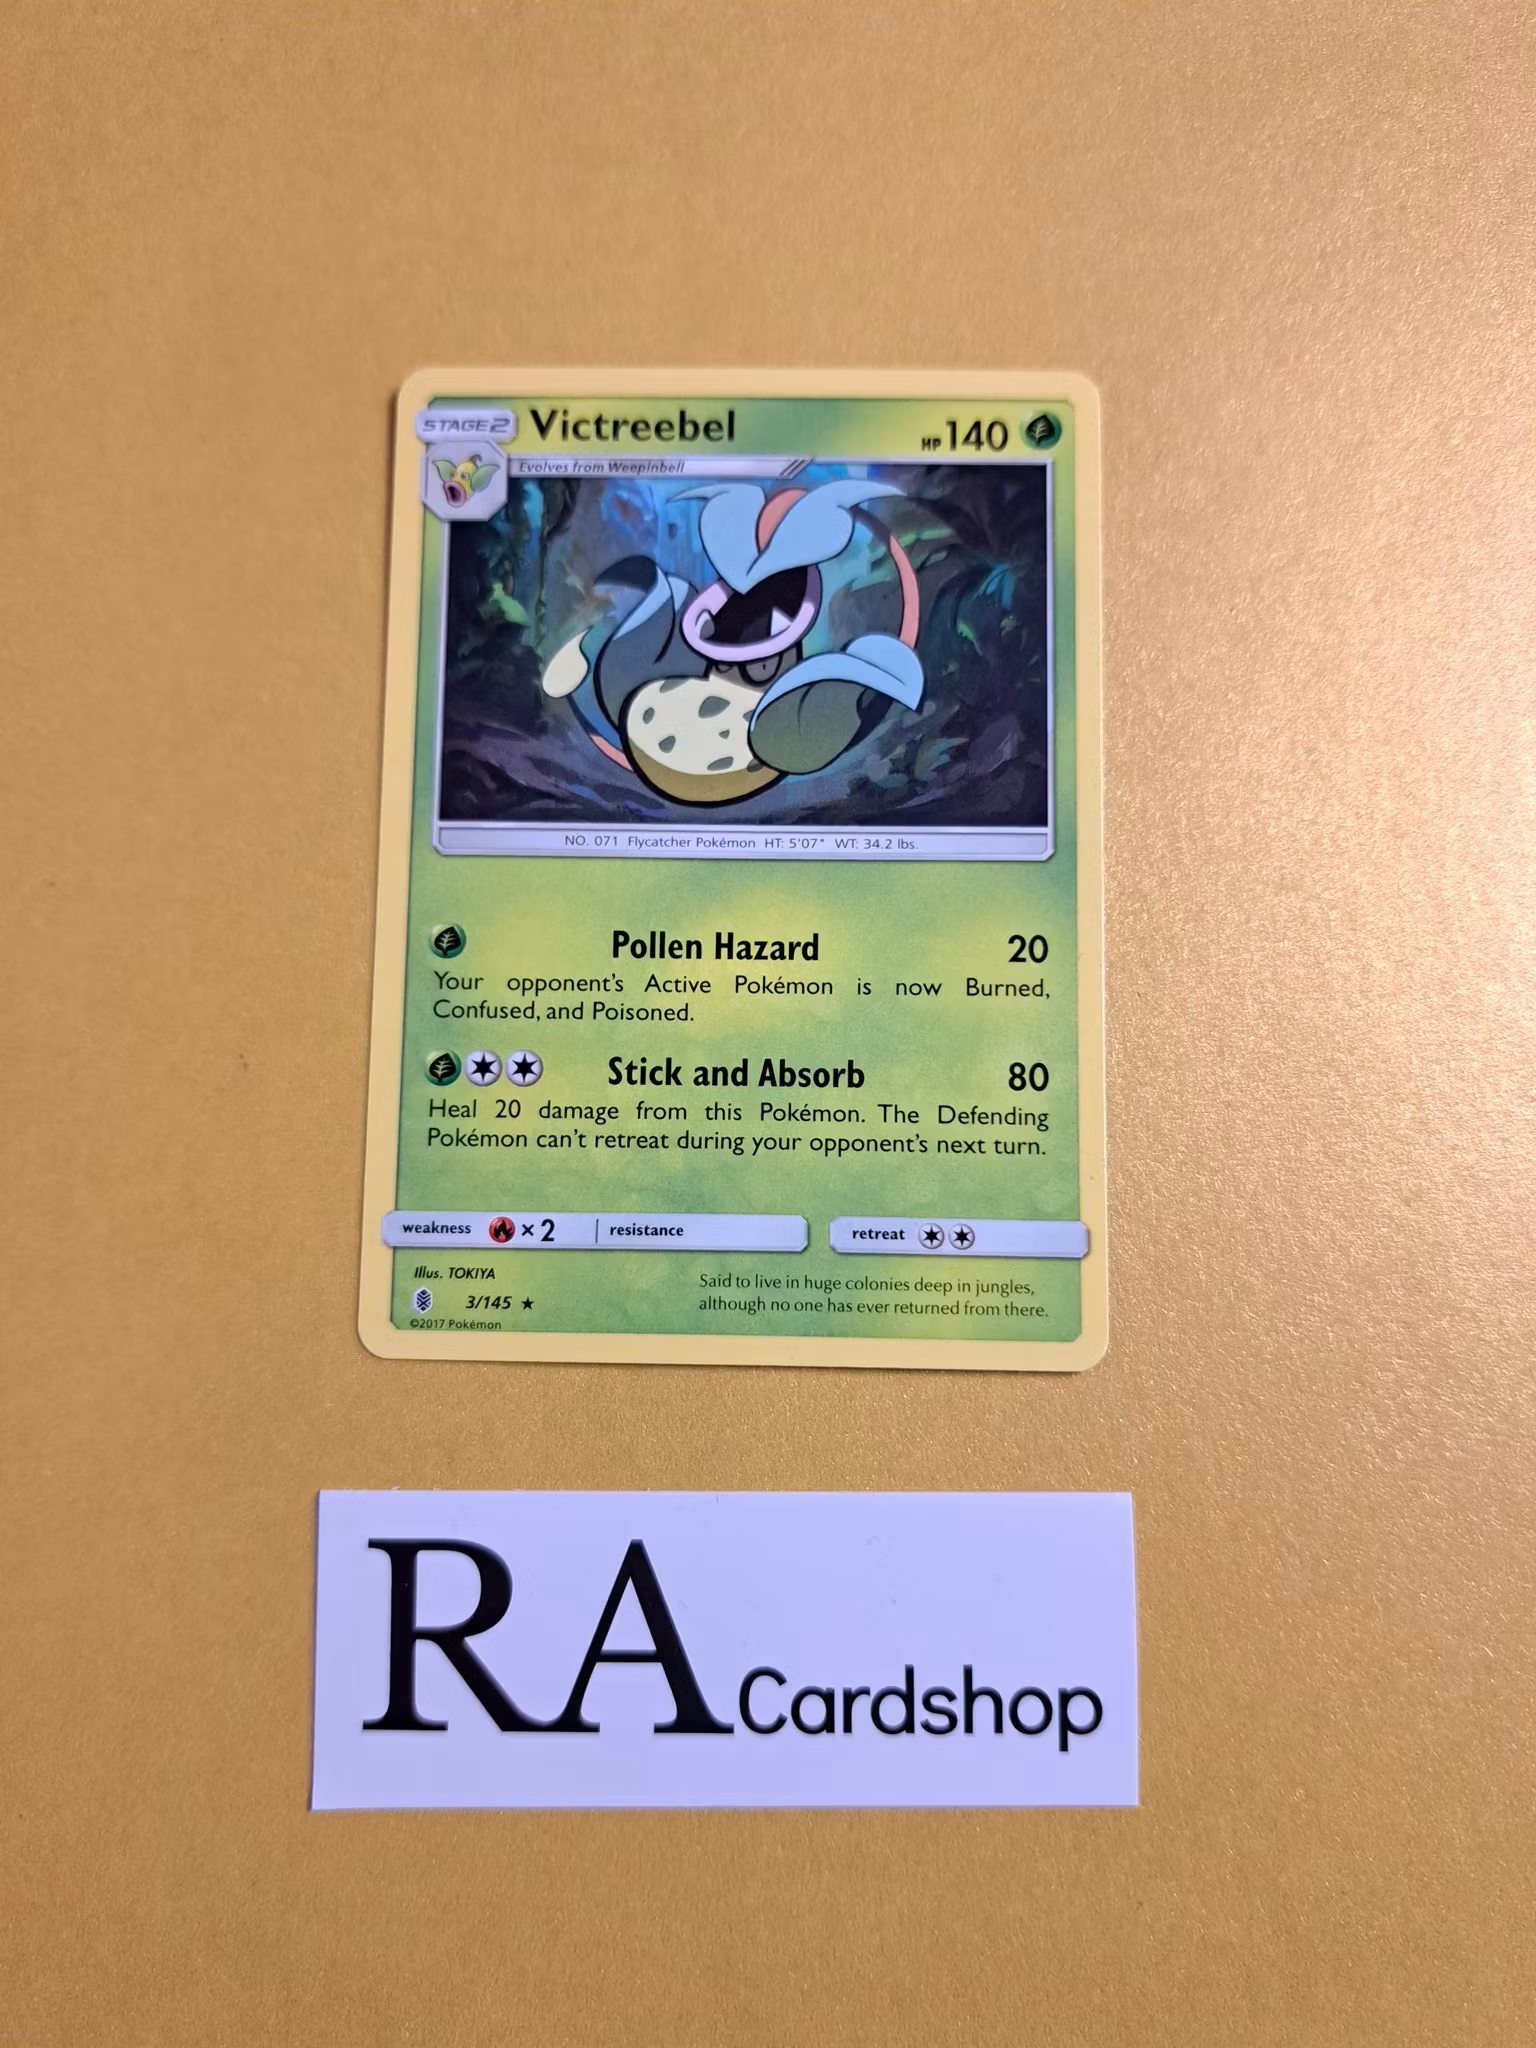 STAGE2
Victreebel
HP 140
Evolves from Weepinbell
NO. 071 Flycatcher Pokémon HT: 5'07" WT: 34.2 lbs.
Pollen Hazard 20
Your opponent's Active Pokémon is now Burned,
Confused, and Poisoned.
Stick and Absorb 80
Heal 20 damage from this Pokémon. The Defending
Pokémon can't retreat during your opponent's next turn.
weakness × 2 resistance retreat
Illus. TOKIYA
3/145 ★
©2017 Pokémon
Said to live in huge colonies deep in jungles,
although no one has ever returned from there.
RA Cardshop